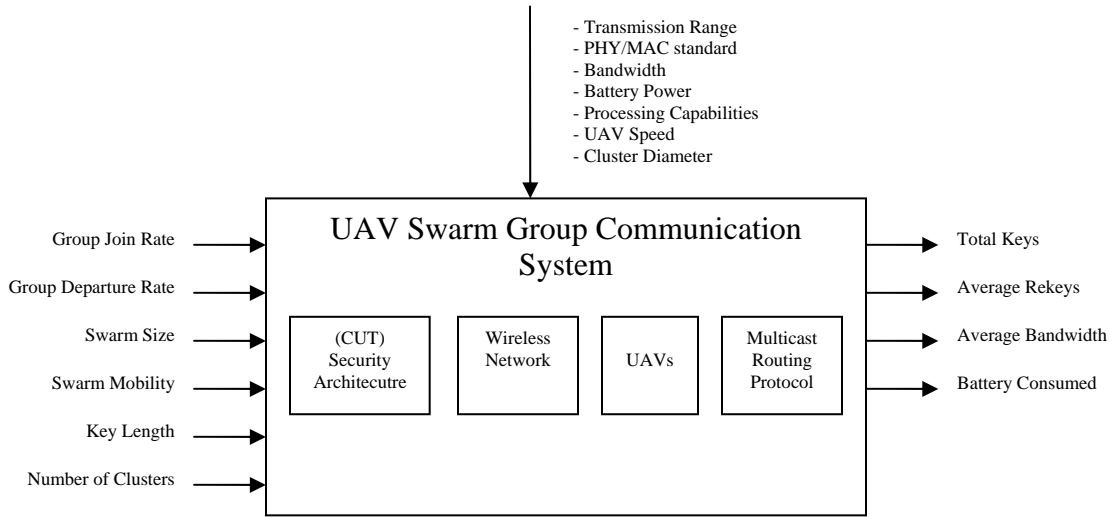 - Transmission Range
- PHY/MAC standard
- Bandwidth
- Battery Power
- Processing Capabilities
- UAV Speed
- Cluster Diameter
UAV Swarm Group Communication
System
Group Join Rate
Group Departure Rate
Swarm Size
Swarm Mobility
Key Length
Number of Clusters
(CUT)
Security
Architecutre
Wireless
Network
UAVs
Multicast
Routing
Protocol
Total Keys
Average Rekeys
Average Bandwidth
Battery Consumed